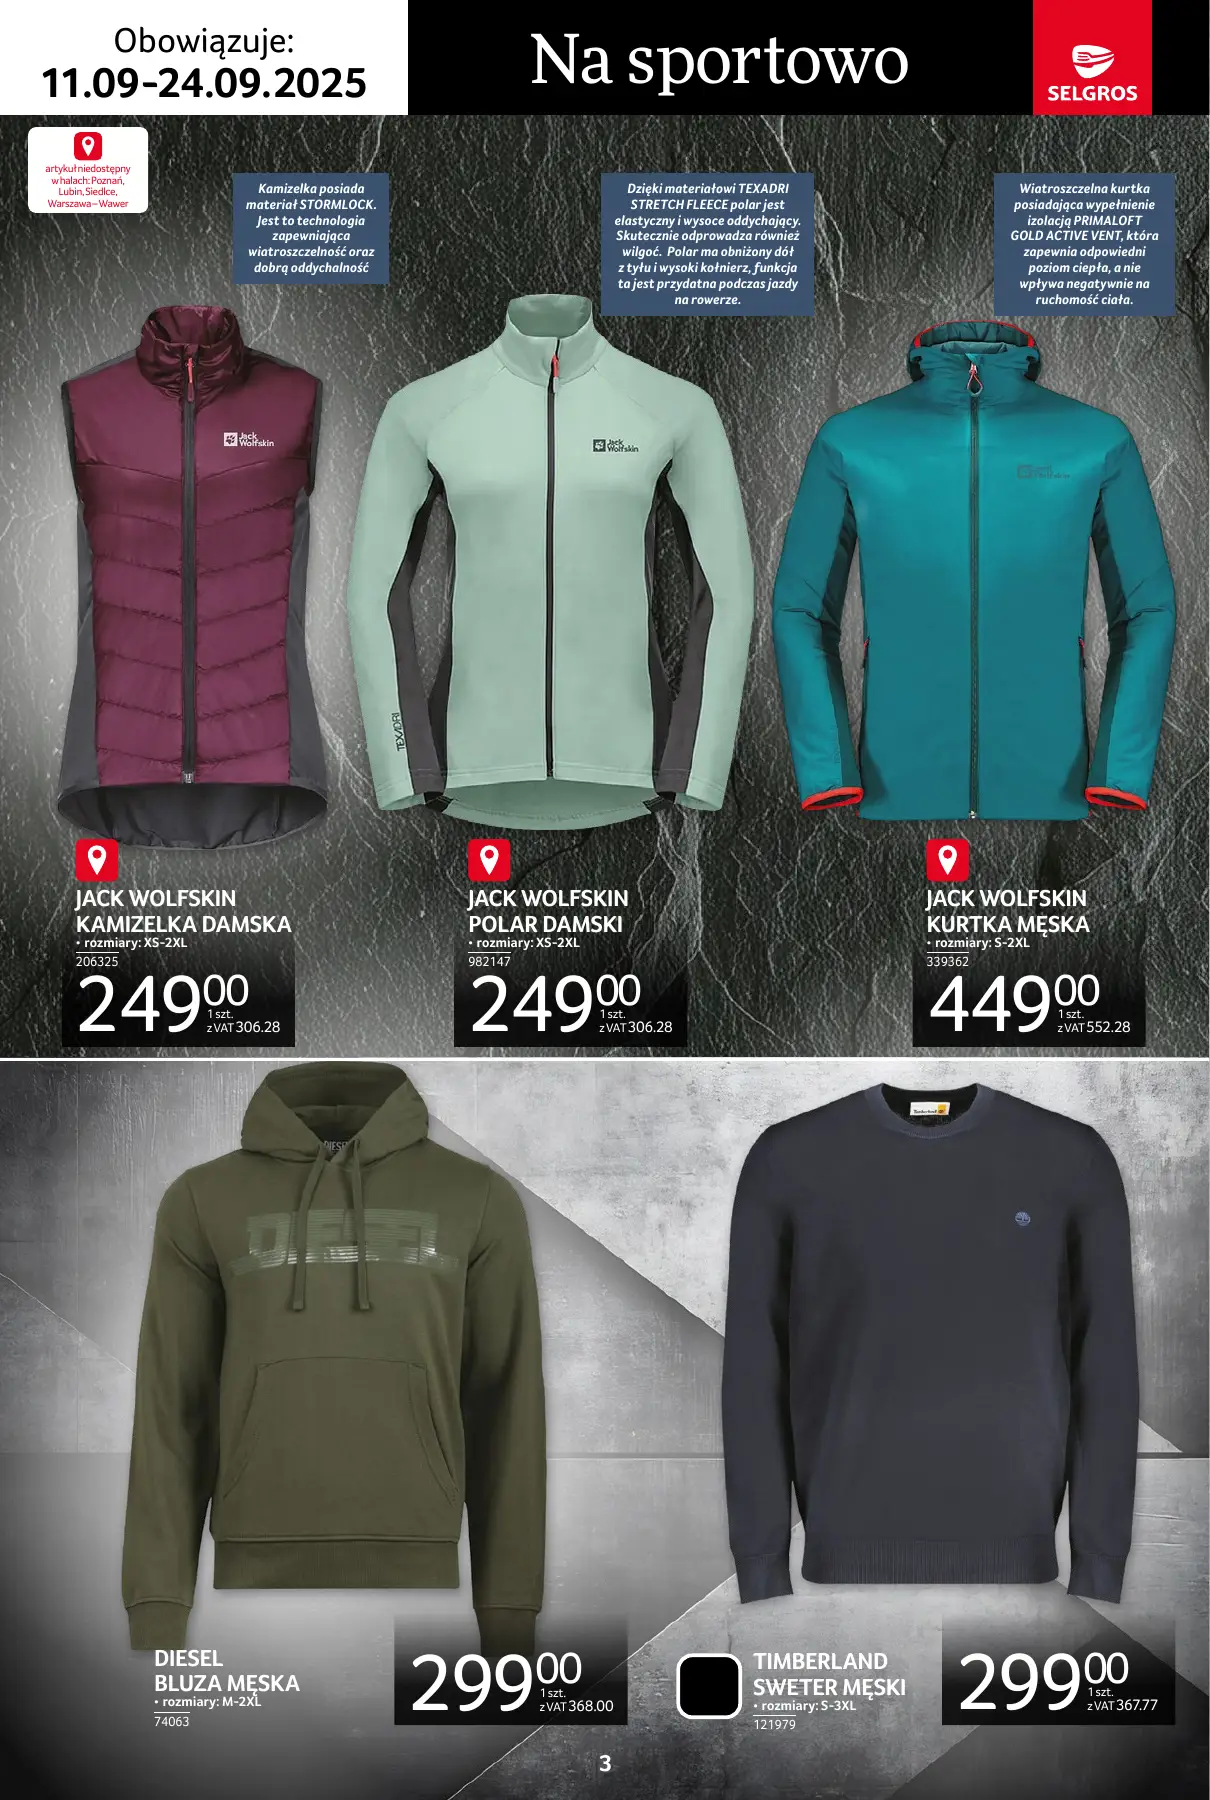 Obowiązuje:
11.09-24.09.2025
Na sportowo
SELGROS
artykuł niedostępny
w halach: Poznań,
Lubin, Siedlce,
Warszawa – Wawer
Kamizelka posiada
materiał STORMLOCK.
Jest to technologia
zapewniająca
wiatroszczelność oraz
dobrą oddychalność
Dzięki materiałowi TEXADRI
STRETCH FLEECE polar jest
elastyczny i wysoce oddychający.
Skutecznie odprowadza również
wilgoć. Polar ma obniżony dół
z tyłu i wysoki kołnierz, funkcja
ta jest przydatna podczas jazdy
na rowerze.
Wiatroszczelna kurtka
posiadająca wypełnienie
izolacją PRIMALOFT
GOLD ACTIVE VENT, która
zapewnia odpowiedni
poziom ciepła, a nie
wpływa negatywnie na
ruchomość ciała.
Jack
Wolfskin
Jack
Wolfskin
TEXADRI
JACK WOLFSKIN
KAMIZELKA DAMSKA
• rozmiary: XS-2XL
206325
249 00
1 szt.
z VAT 306.28
JACK WOLFSKIN
POLAR DAMSKI
• rozmiary: XS-2XL
982147
249 00
1 szt.
z VAT 306.28
JACK WOLFSKIN
KURTKA MĘSKA
• rozmiary: S-2XL
339362
449 00
1 szt.
z VAT 552.28
DIESEL
DIESEL
Timberland
DIESEL
BLUZA MĘSKA
• rozmiary: M-2XL
74063
299 00
1 szt.
z VAT 368.00
TIMBERLAND
SWETER MĘSKI
• rozmiary: S-3XL
121979
299 00
1 szt.
z VAT 367.77
3